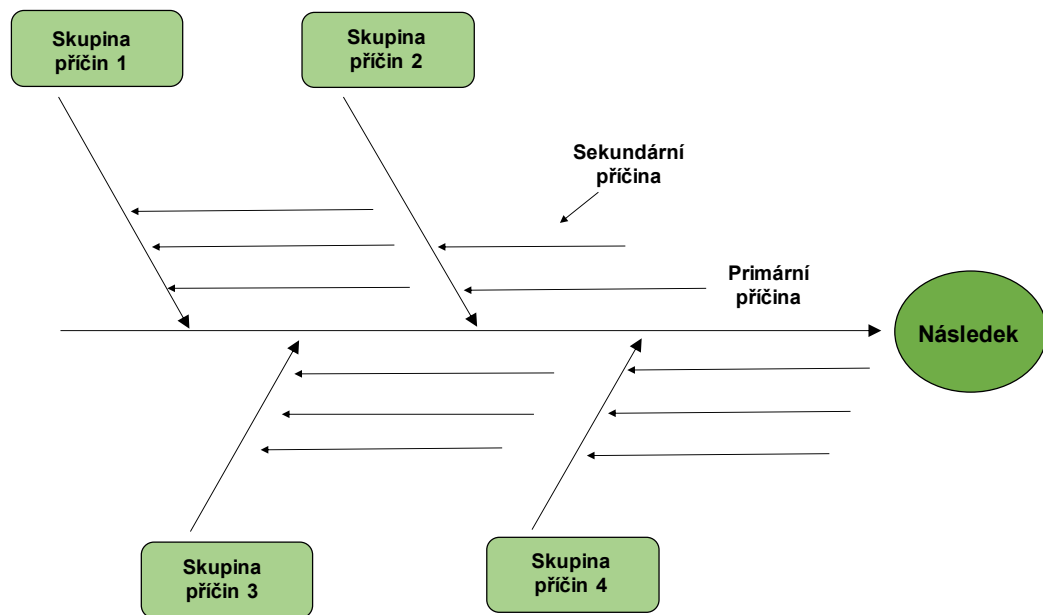 Skupina
příčin 1
Skupina
příčin 2
Sekundární
příčina
Primární
příčina
Následek
Skupina
příčin 3
Skupina
příčin 4